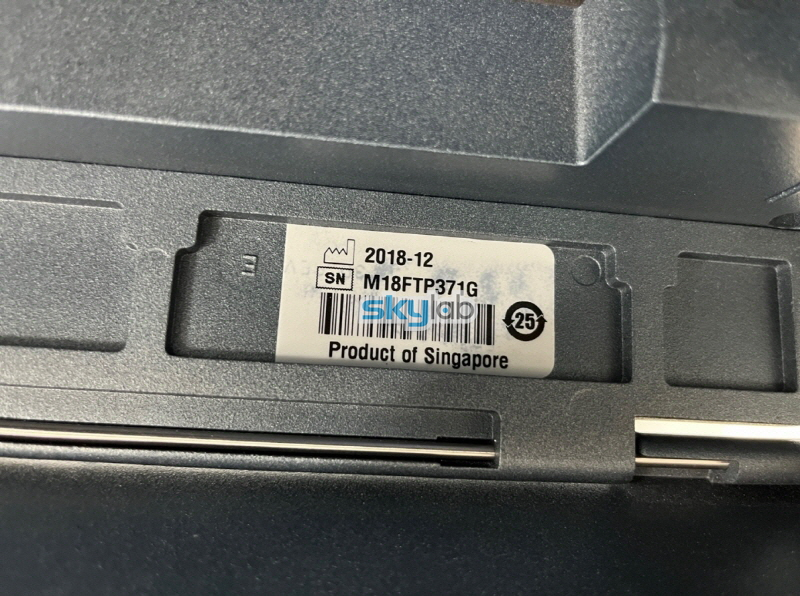 2018-12
SN M18FTP371G
skylab
25
Product of Singapore
E